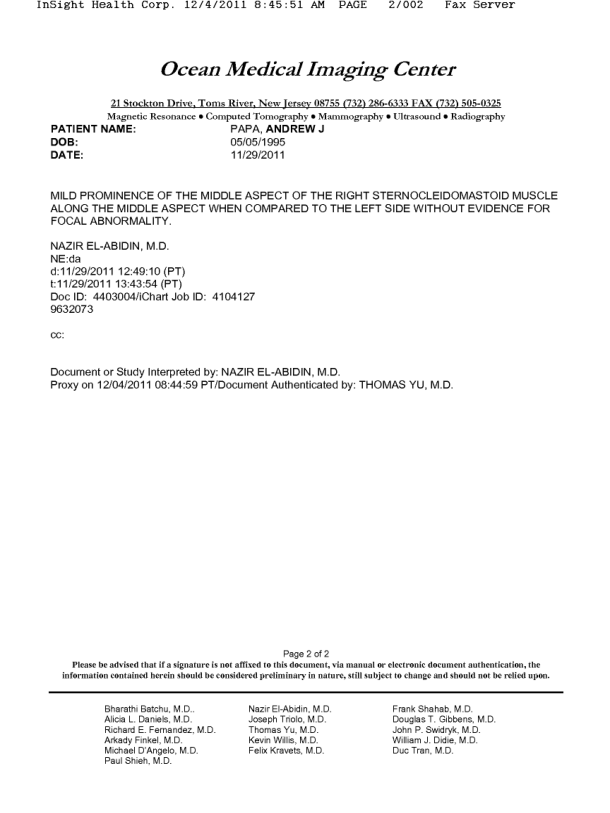 InSight Health Corp. 12/4/2011 8:45:51 AM PAGE 2/002 Fax Server
Ocean Medical Imaging Center
21 Stockton Drive, Toms River, New Jersey 08755 (732) 286-6333 FAX (732) 505-0325
Magnetic Resonance ● Computed Tomography ● Mammography ● Ultrasound ● Radiography
PATIENT NAME: PAPA, ANDREW J
DOB: 05/05/1995
DATE: 11/29/2011
MILD PROMINENCE OF THE MIDDLE ASPECT OF THE RIGHT STERNOCLEIDOMASTOID MUSCLE
ALONG THE MIDDLE ASPECT WHEN COMPARED TO THE LEFT SIDE WITHOUT EVIDENCE FOR
FOCAL ABNORMALITY.
NAZIR EL-ABIDIN, M.D.
NE:da
d:11/29/2011 12:49:10 (PT)
t:11/29/2011 13:43:54 (PT)
Doc ID: 4403004/iChart Job ID: 4104127
9632073
cc:
Document or Study Interpreted by: NAZIR EL-ABIDIN, M.D.
Proxy on 12/04/2011 08:44:59 PT/Document Authenticated by: THOMAS YU, M.D.
Page 2 of 2
Please be advised that if a signature is not affixed to this document, via manual or electronic document authentication, the
information contained herein should be considered preliminary in nature, still subject to change and should not be relied upon.
Bharathi Batchu, M.D.. Nazir El-Abidin, M.D. Frank Shahab, M.D.
Alicia L. Daniels, M.D. Joseph Triolo, M.D. Douglas T. Gibbens, M.D.
Richard E. Fernandez, M.D. Thomas Yu, M.D. John P. Swidryk, M.D.
Arkady Finkel, M.D. Kevin Willis, M.D. William J. Didie, M.D.
Michael D'Angelo, M.D. Felix Kravets, M.D. Duc Tran, M.D.
Paul Shieh, M.D.